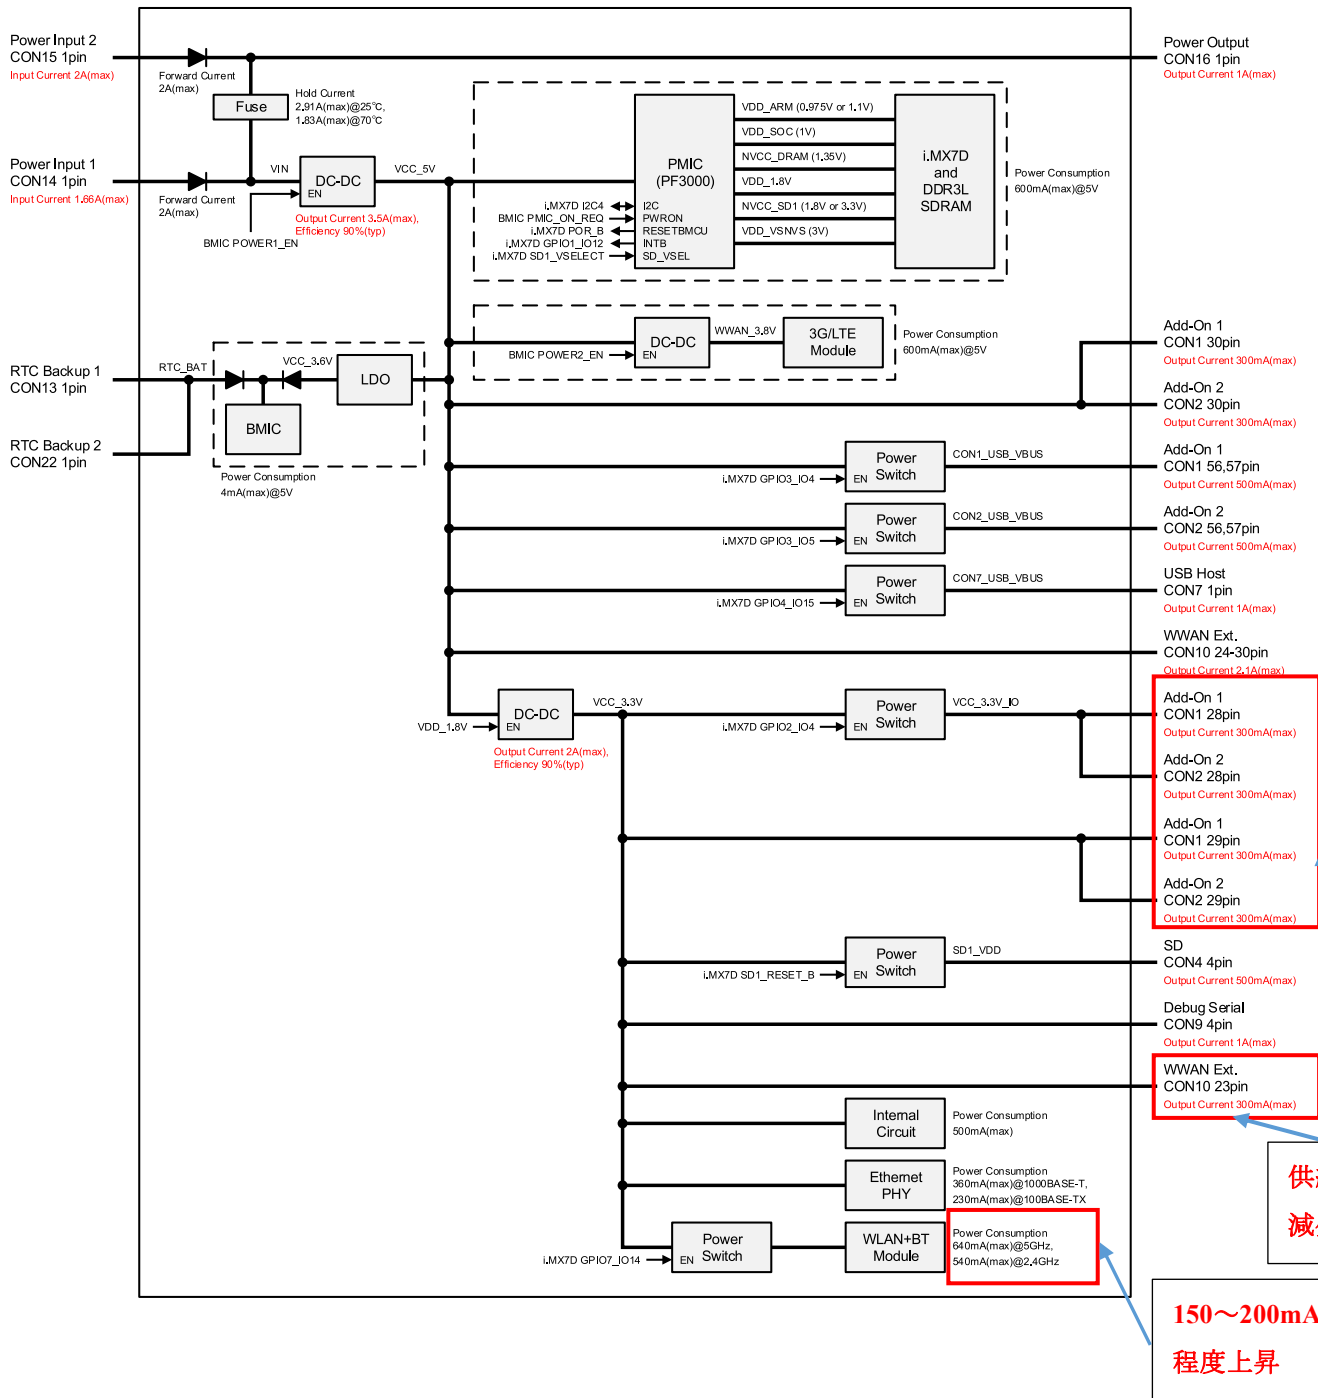 Power Input 2
CON15 1pin
Input Current 2A(max)
Forward Current
2A(max)
Fuse
Hold Current
2.91A(max)@25°C,
1.83A(max)@70°C
Power Output
CON16 1pin
Output Current 1A(max)
Power Input 1
CON14 1pin
Input Current 1.66A(max)
Forward Current
2A(max)
VIN
DC-DC
EN
VCC_5V
Output Current 3.5A(max),
Efficiency 90%(typ)
BMIC POWER1_EN
PMIC
(PF3000)
I2C
PWRON
RESETBMCU
INTB
SD_VSEL
i.MX7D I2C4
BMIC PMIC_ON_REQ
i.MX7D POR_B
i.MX7D GPIO1_IO12
i.MX7D SD1_VSELECT
VDD_ARM (0.975V or 1.1V)
VDD_SOC (1V)
NVCC_DRAM (1.35V)
VDD_1.8V
NVCC_SD1 (1.8V or 3.3V)
VDD_VSNVS (3V)
i.MX7D
and
DDR3L
SDRAM
Power Consumption
600mA(max)@5V
BMIC POWER2_EN
DC-DC
EN
WWAN_3.8V
3G/LTE
Module
Power Consumption
600mA(max)@5V
RTC Backup 1
CON13 1pin
RTC Backup 2
CON22 1pin
RTC_BAT
VCC_3.6V
LDO
BMIC
Power Consumption
4mA(max)@5V
Add-On 1
CON1 30pin
Output Current 300mA(max)
Add-On 2
CON2 30pin
Output Current 300mA(max)
i.MX7D GPIO3_IO4
Power
Switch
EN
CON1_USB_VBUS
Add-On 1
CON1 56,57pin
Output Current 500mA(max)
i.MX7D GPIO3_IO5
Power
Switch
EN
CON2_USB_VBUS
Add-On 2
CON2 56,57pin
Output Current 500mA(max)
i.MX7D GPIO4_IO15
Power
Switch
EN
CON7_USB_VBUS
USB Host
CON7 1pin
Output Current 1A(max)
WWAN Ext.
CON10 24-30pin
Output Current 2.1A(max)
VDD_1.8V
DC-DC
EN
VCC_3.3V
Output Current 2A(max),
Efficiency 90%(typ)
i.MX7D GPIO2_IO4
Power
Switch
EN
VCC_3.3V_IO
Add-On 1
CON1 28pin
Output Current 300mA(max)
Add-On 2
CON2 28pin
Output Current 300mA(max)
Add-On 1
CON1 29pin
Output Current 300mA(max)
Add-On 2
CON2 29pin
Output Current 300mA(max)
i.MX7D SD1_RESET_B
Power
Switch
EN
SD1_VDD
SD
CON4 4pin
Output Current 500mA(max)
Debug Serial
CON9 4pin
Output Current 1A(max)
WWAN Ext.
CON10 23pin
Output Current 300mA(max)
Internal
Circuit
Power Consumption
500mA(max)
Ethernet
PHY
Power Consumption
360mA(max)@1000BASE-T,
230mA(max)@100BASE-TX
i.MX7D GPIO7_IO14
Power
Switch
EN
WLAN+BT
Module
Power Consumption
640mA(max)@5GHz,
540mA(max)@2.4GHz
150～200mA
程度上昇